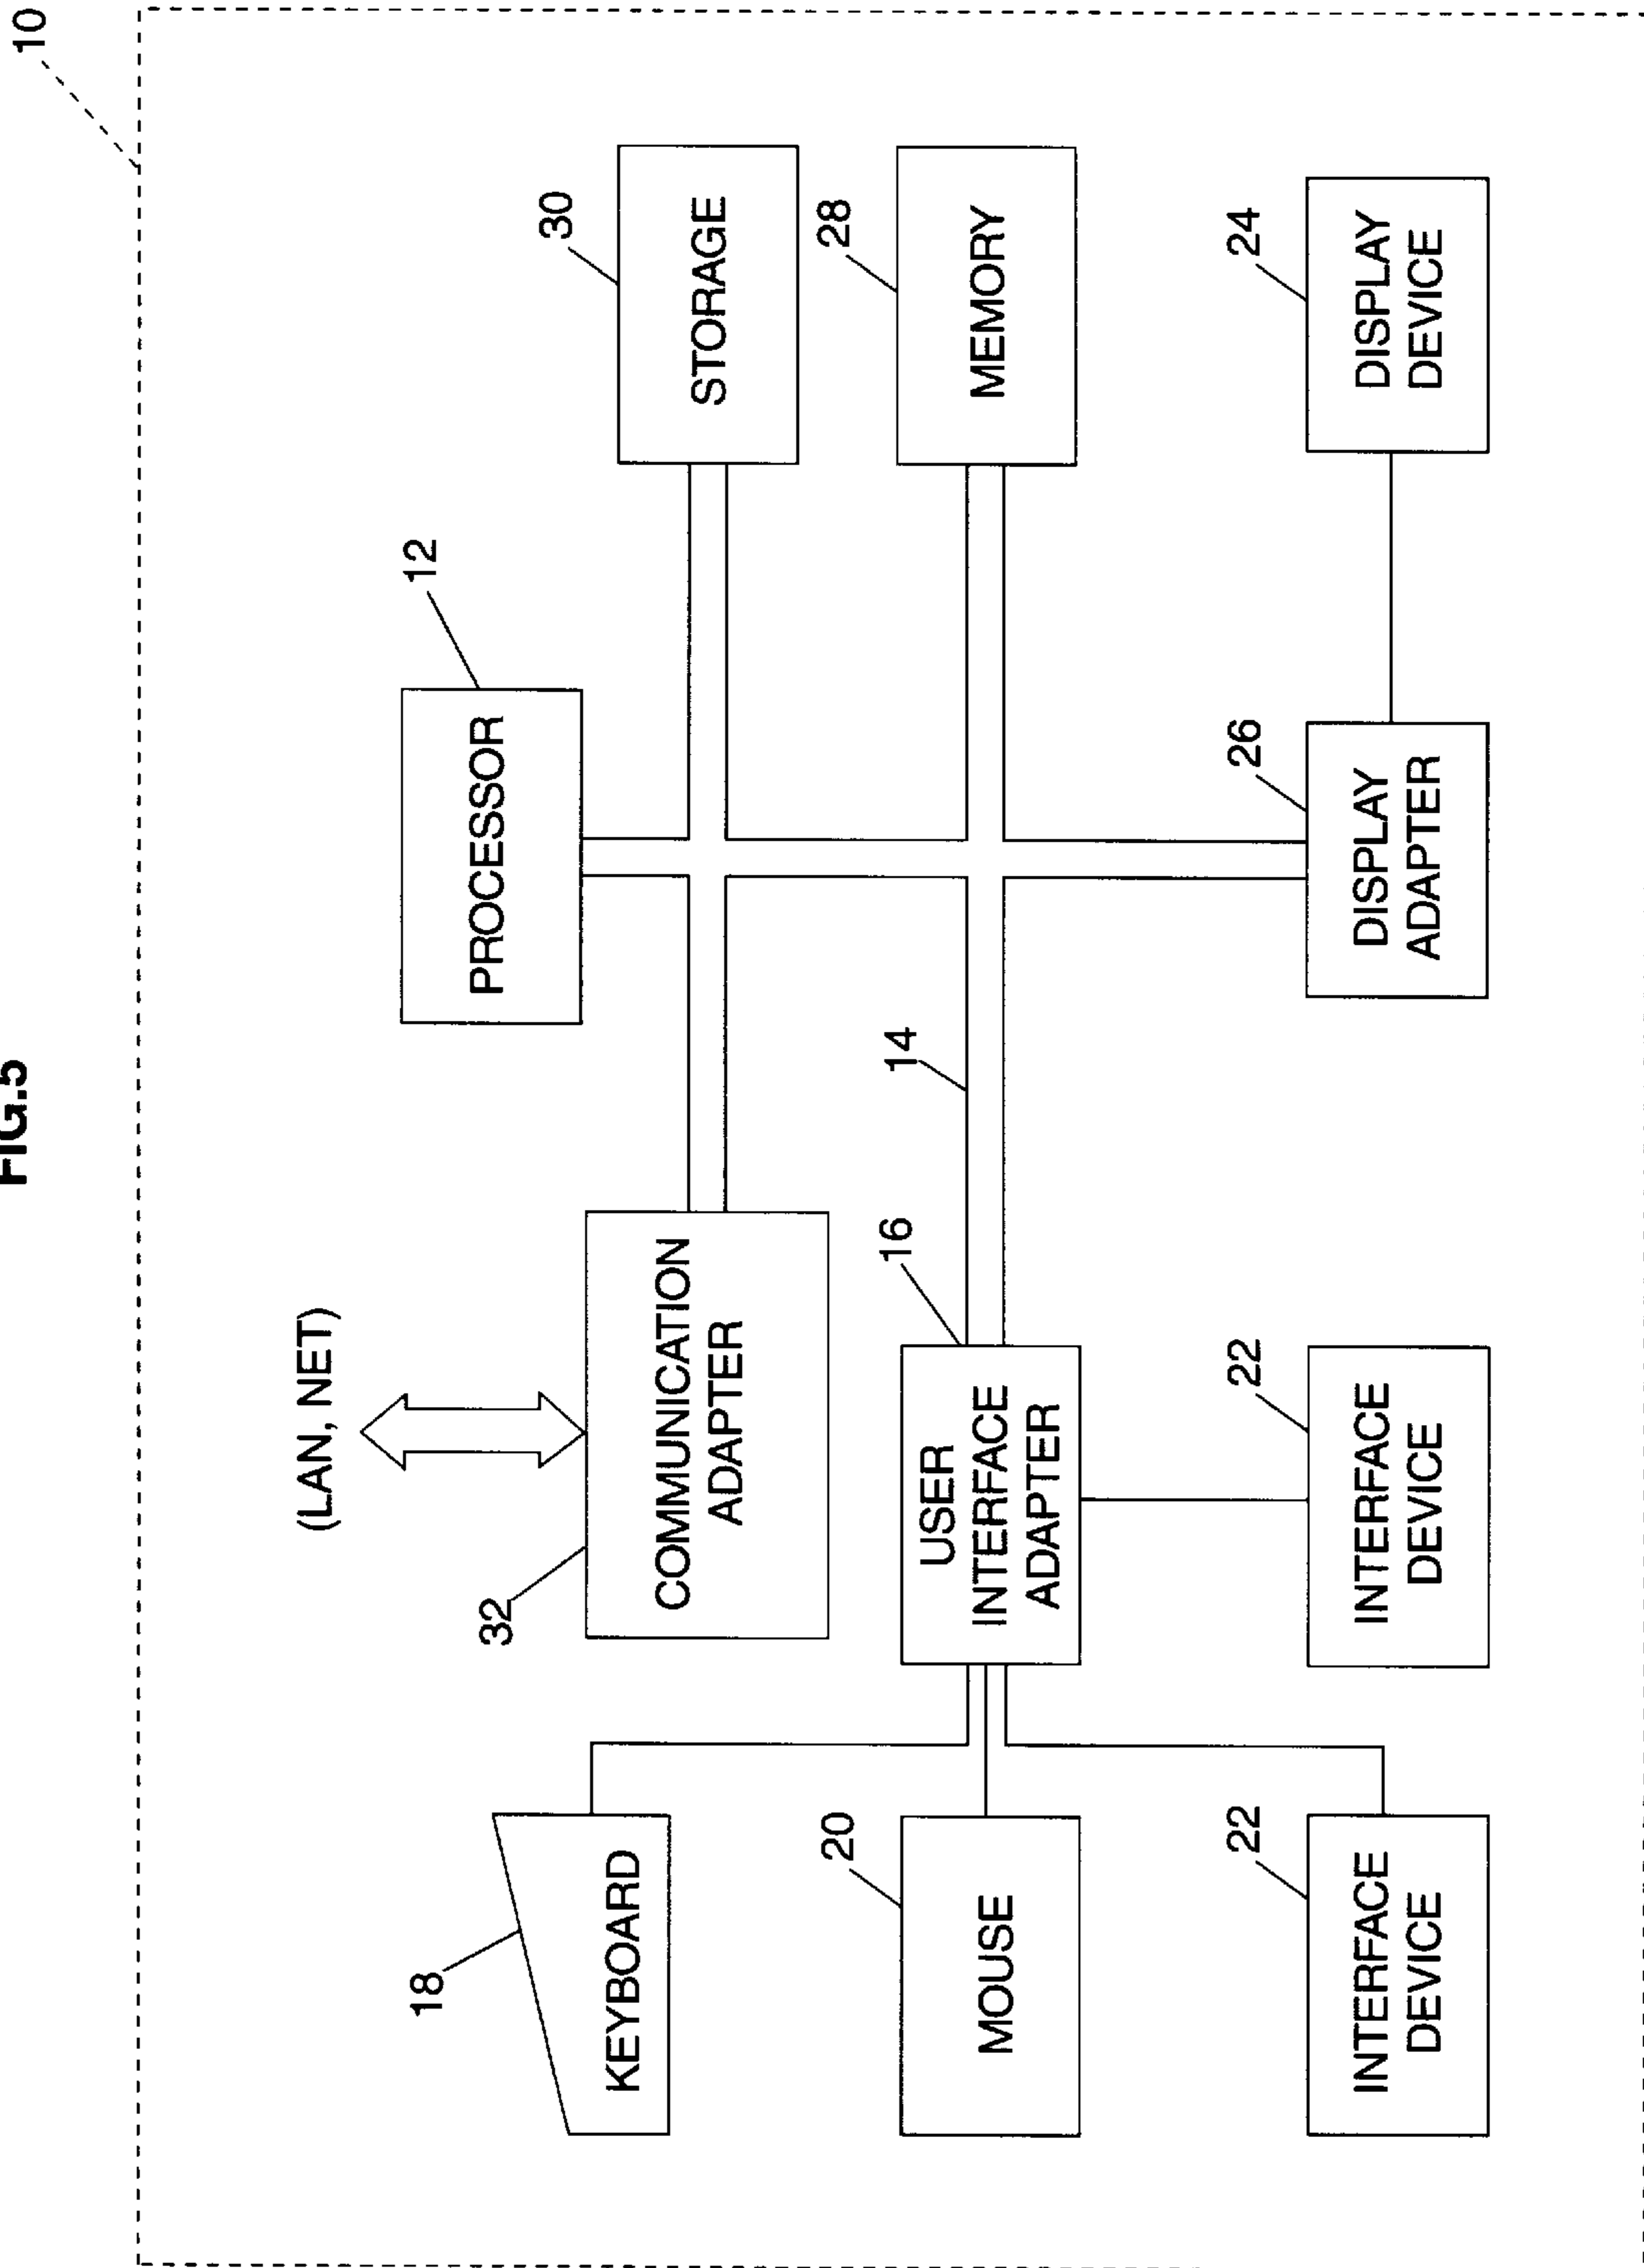 FIG.5
10
(LAN, NET)
18
KEYBOARD
32
COMMUNICATION
ADAPTER
PROCESSOR
12
30
STORAGE
20
MOUSE
16
USER
INTERFACE
ADAPTER
14
28
MEMORY
22
INTERFACE
DEVICE
22
INTERFACE
DEVICE
26
DISPLAY
ADAPTER
24
DISPLAY
DEVICE